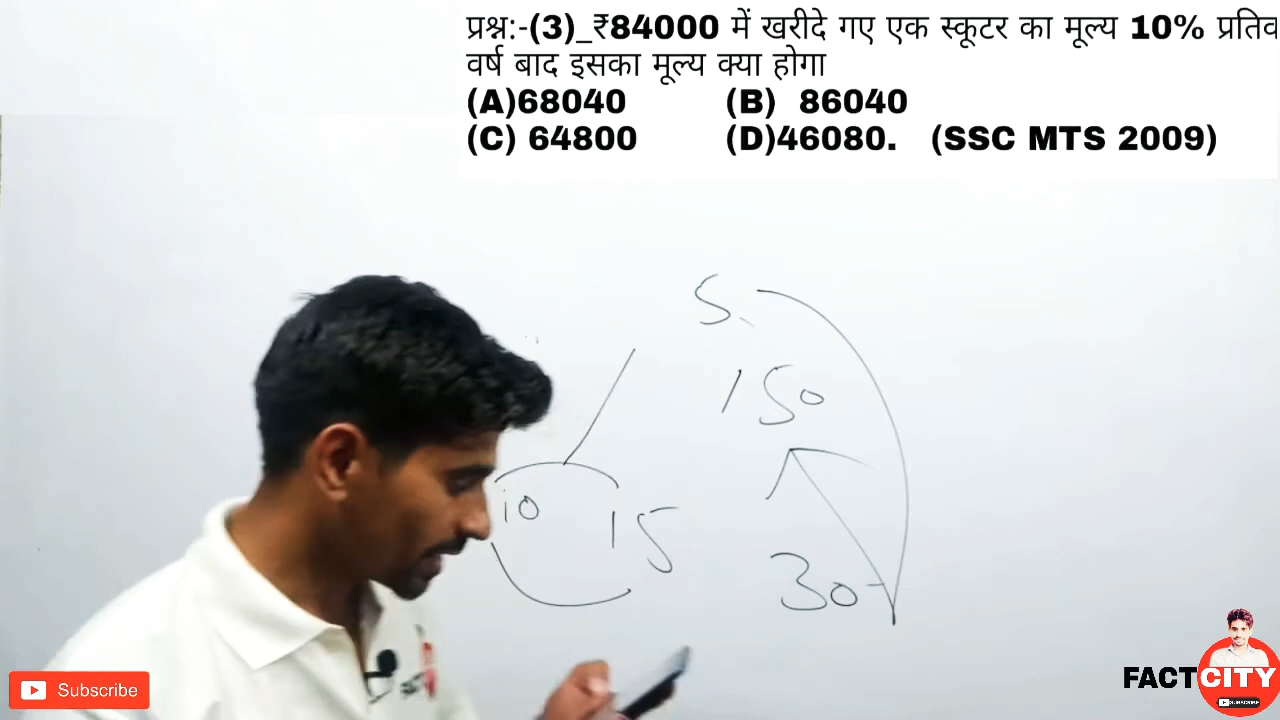 प्रश्न:-(3)_₹84000 में खरीदे गए एक स्कूटर का मूल्य 10% प्रतिव
वर्ष बाद इसका मूल्य क्या होगा
(A)68040 (B) 86040
(C) 64800 (D)46080. (SSC MTS 2009)
5
150
10
15
30
Subscribe
FACTCITY
SUBSCRIBE